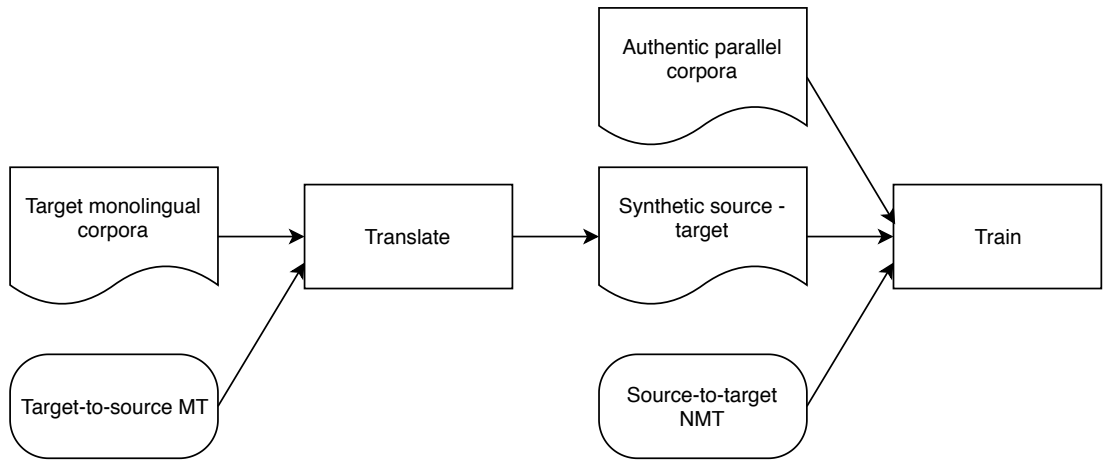 Authentic parallel
corpora
Target monolingual
corpora
Translate
Synthetic source -
target
Train
Target-to-source MT
Source-to-target
NMT